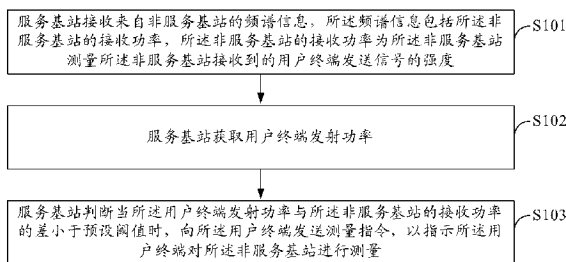 服务基站接收来自非服务基站的频谱信息，所述频谱信息包括所述非
服务基站的接收功率，所述非服务基站的接收功率为所述非服务基站
测量所述非服务基站接收到的用户终端发送信号的强度
S101
服务基站获取用户终端发射功率
S102
服务基站判断当所述用户终端发射功率与所述非服务基站的接收功率
的差小于预设阈值时，向所述用户终端发送测量指令，以指示所述用
户终端对所述非服务基站进行测量
S103